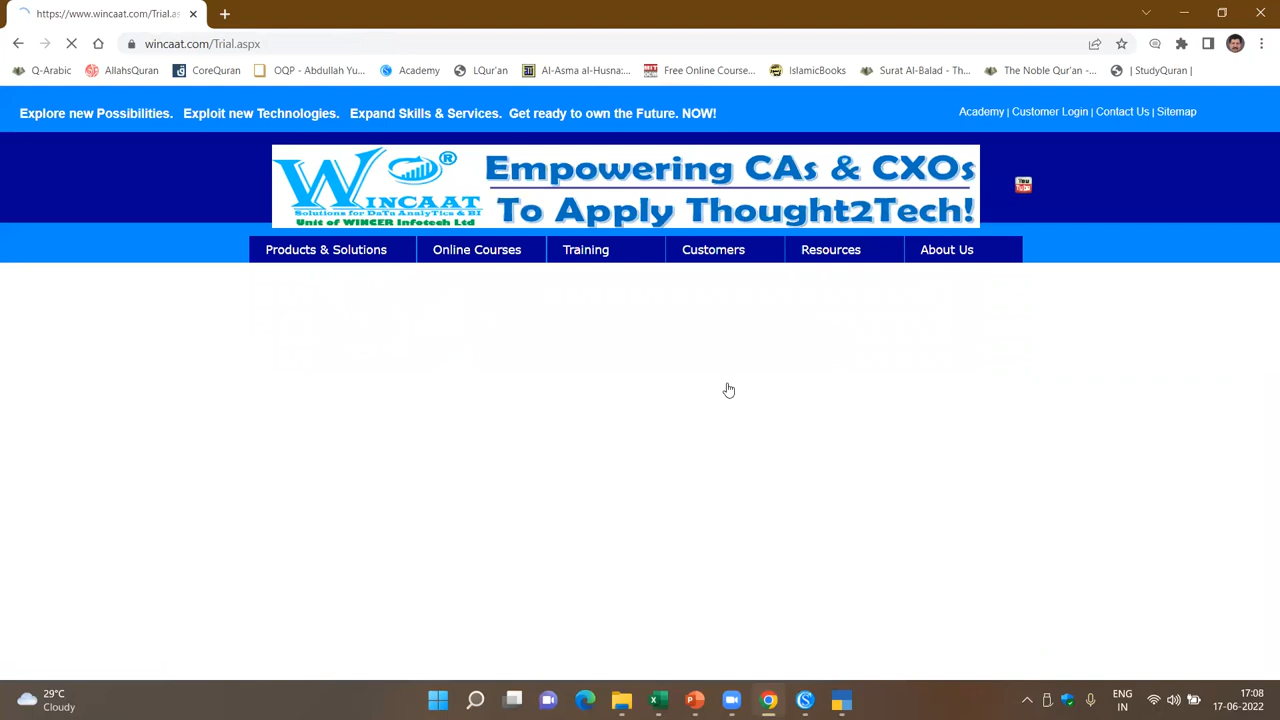 https://www.wincaat.com/Trial.as
wincaat.com/Trial.aspx
Q-Arabic AllahsQuran CoreQuran OQP - Abdullah Yu... Academy LQur'an Al-Asma al-Husna:... Free Online Course... IslamicBooks Surat Al-Balad - Th... The Noble Qur'an -... | StudyQuran |
Explore new Possibilities. Exploit new Technologies. Expand Skills & Services. Get ready to own the Future. NOW!
Academy | Customer Login | Contact Us | Sitemap
WINCAAT ®
Solutions for DaTa AnalyTics & BI
Unit of WINCER Infotech Ltd
Empowering CAs & CXOs
To Apply Thought2Tech!
You Tube
Products & Solutions Online Courses Training Customers Resources About Us
29°C
Cloudy
ENG
IN
17:08
17-06-2022